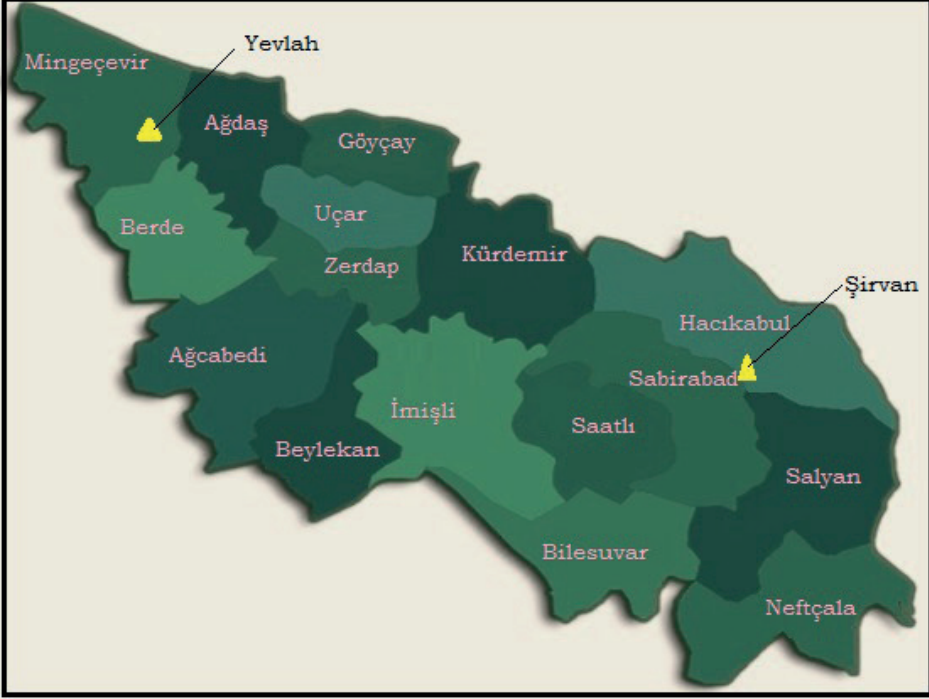 Yevlah
Mingeçevir
Ağdaş
Göyçay
Uçar
Berde
Kürdemir
Zerdap
Şirvan
Hacıkabul
Ağcabedi
Sabirabad
İmişli
Saatlı
Beylekan
Salyan
Bilesuvar
Neftçala